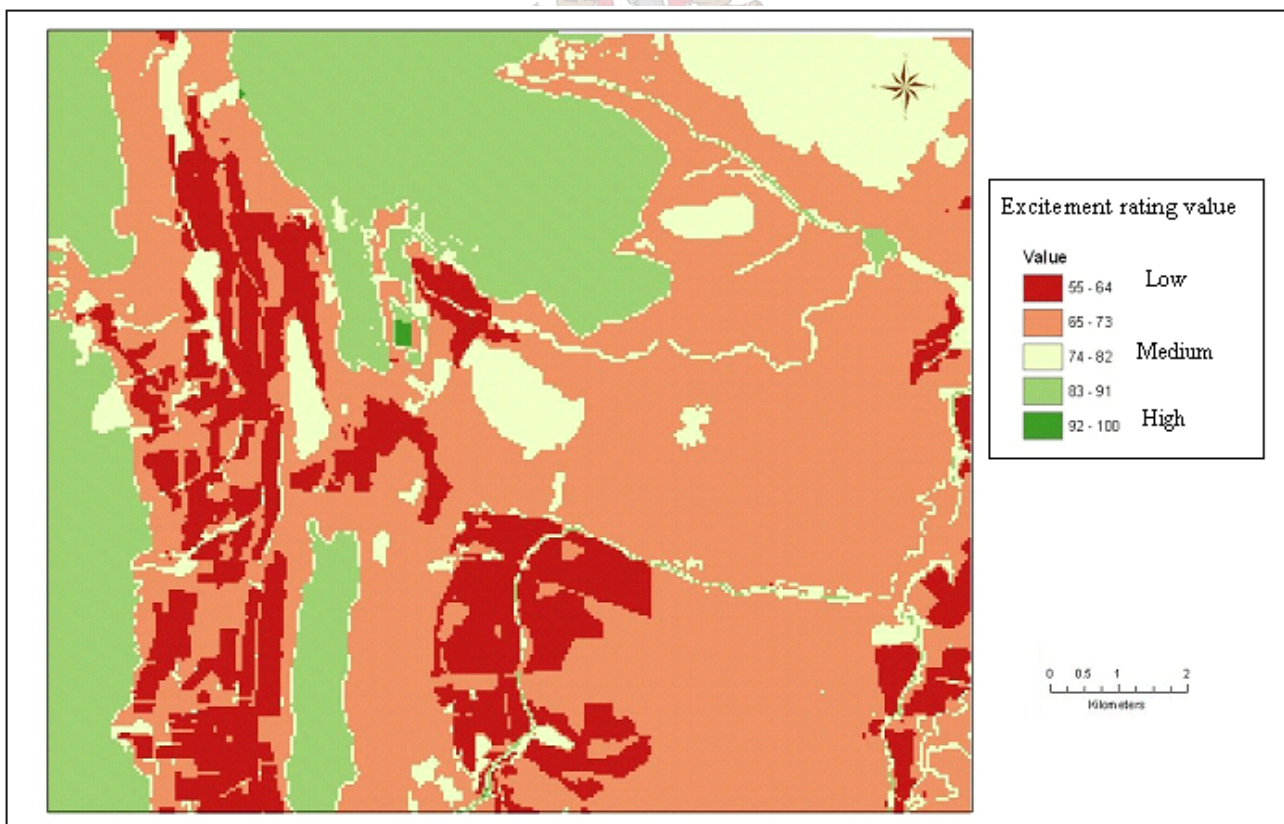 Excitement rating value
Value
55 - 64 Low
65 - 73
74 - 82 Medium
83 - 91
92 - 100 High
0 0.5 1 2
Kilometers